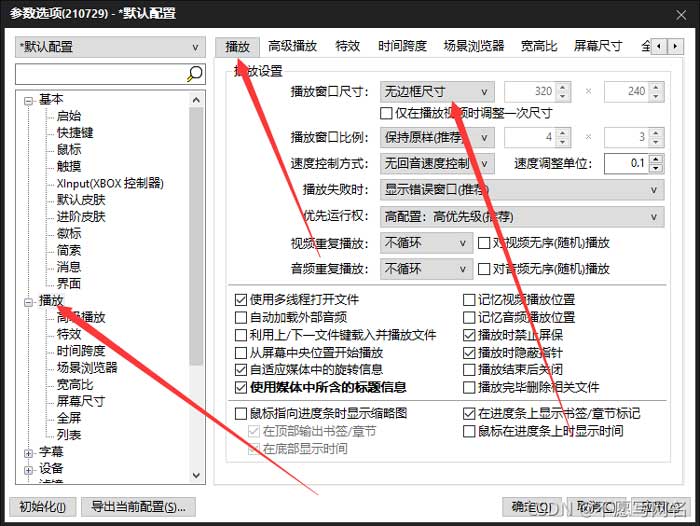 参数选项(210729) - *默认配置
*默认配置
播放 高级播放 特效 时间跨度 场景浏览器 宽高比 屏幕尺寸
基本
启始
快捷键
鼠标
触摸
XInput(XBOX 控制器)
默认皮肤
进阶皮肤
徽标
简素
消息
界面
播放
高级播放
特效
时间跨度
场景浏览器
宽高比
屏幕尺寸
全屏
列表
字幕
设备
滤镜
播放设置
播放窗口尺寸: 无边框尺寸 320 × 240
仅在播放视频时调整一次尺寸
播放窗口比例: 保持原样(推荐) 4 × 3
速度控制方式: 无回音速度控制 速度调整单位: 0.1
播放失败时: 显示错误窗口(推荐)
优先运行权: 高配置: 高优先级(推荐)
视频重复播放: 不循环 对视频无序(随机)播放
音频重复播放: 不循环 对音频无序(随机)播放
使用多线程打开文件 记忆视频播放位置
自动加载外部音频 记忆音频播放位置
利用上/下一文件键载入并播放文件 播放时禁止屏保
从屏幕中央位置开始播放 播放时隐蔽指针
自适应媒体中的旋转信息 播放结束后关闭
使用媒体中所含的标题信息 播放完毕删除相关文件
鼠标指向进度条时显示缩略图 在进度条上显示书签/章节标记
在顶部输出书签/章节 鼠标在进度条上时显示时间
在底部显示时间
初始化(I) 导出当前配置(S)... 确定(O) 取消(C) 应用(A)
CSDN @不愿写网名